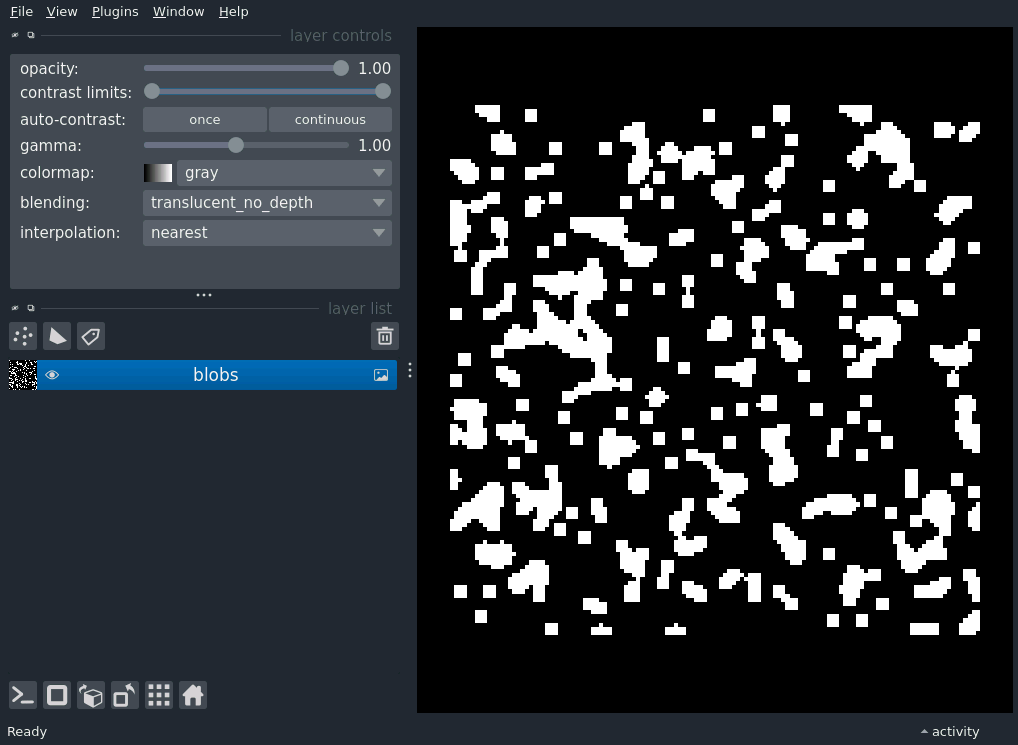 File View Plugins Window Help
layer controls
opacity: 1.00
contrast limits:
auto-contrast: once continuous
gamma: 1.00
colormap: gray
blending: translucent_no_depth
interpolation: nearest
layer list
blobs
Ready
activity